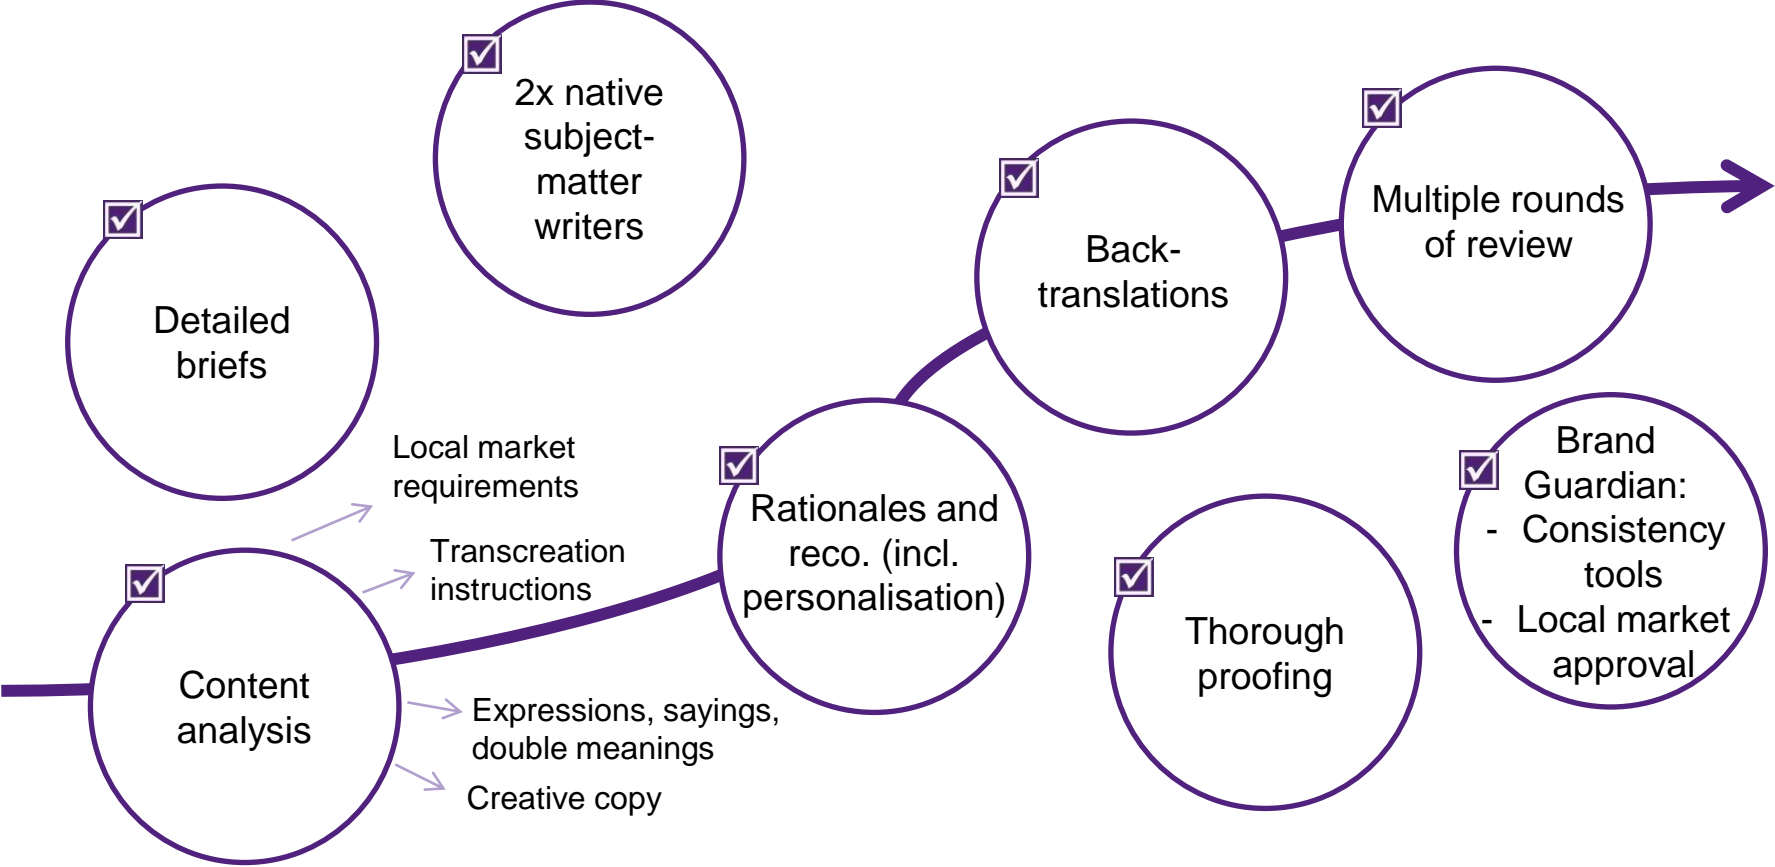 2x native
subject-
matter
writers
Detailed
briefs
Local market
requirements
Transcreation
instructions
Content
analysis
Expressions, sayings,
double meanings
Creative copy
Rationales and
reco. (incl.
personalisation)
Back-
translations
Multiple rounds
of review
Thorough
proofing
Brand
Guardian:
- Consistency
tools
- Local market
approval